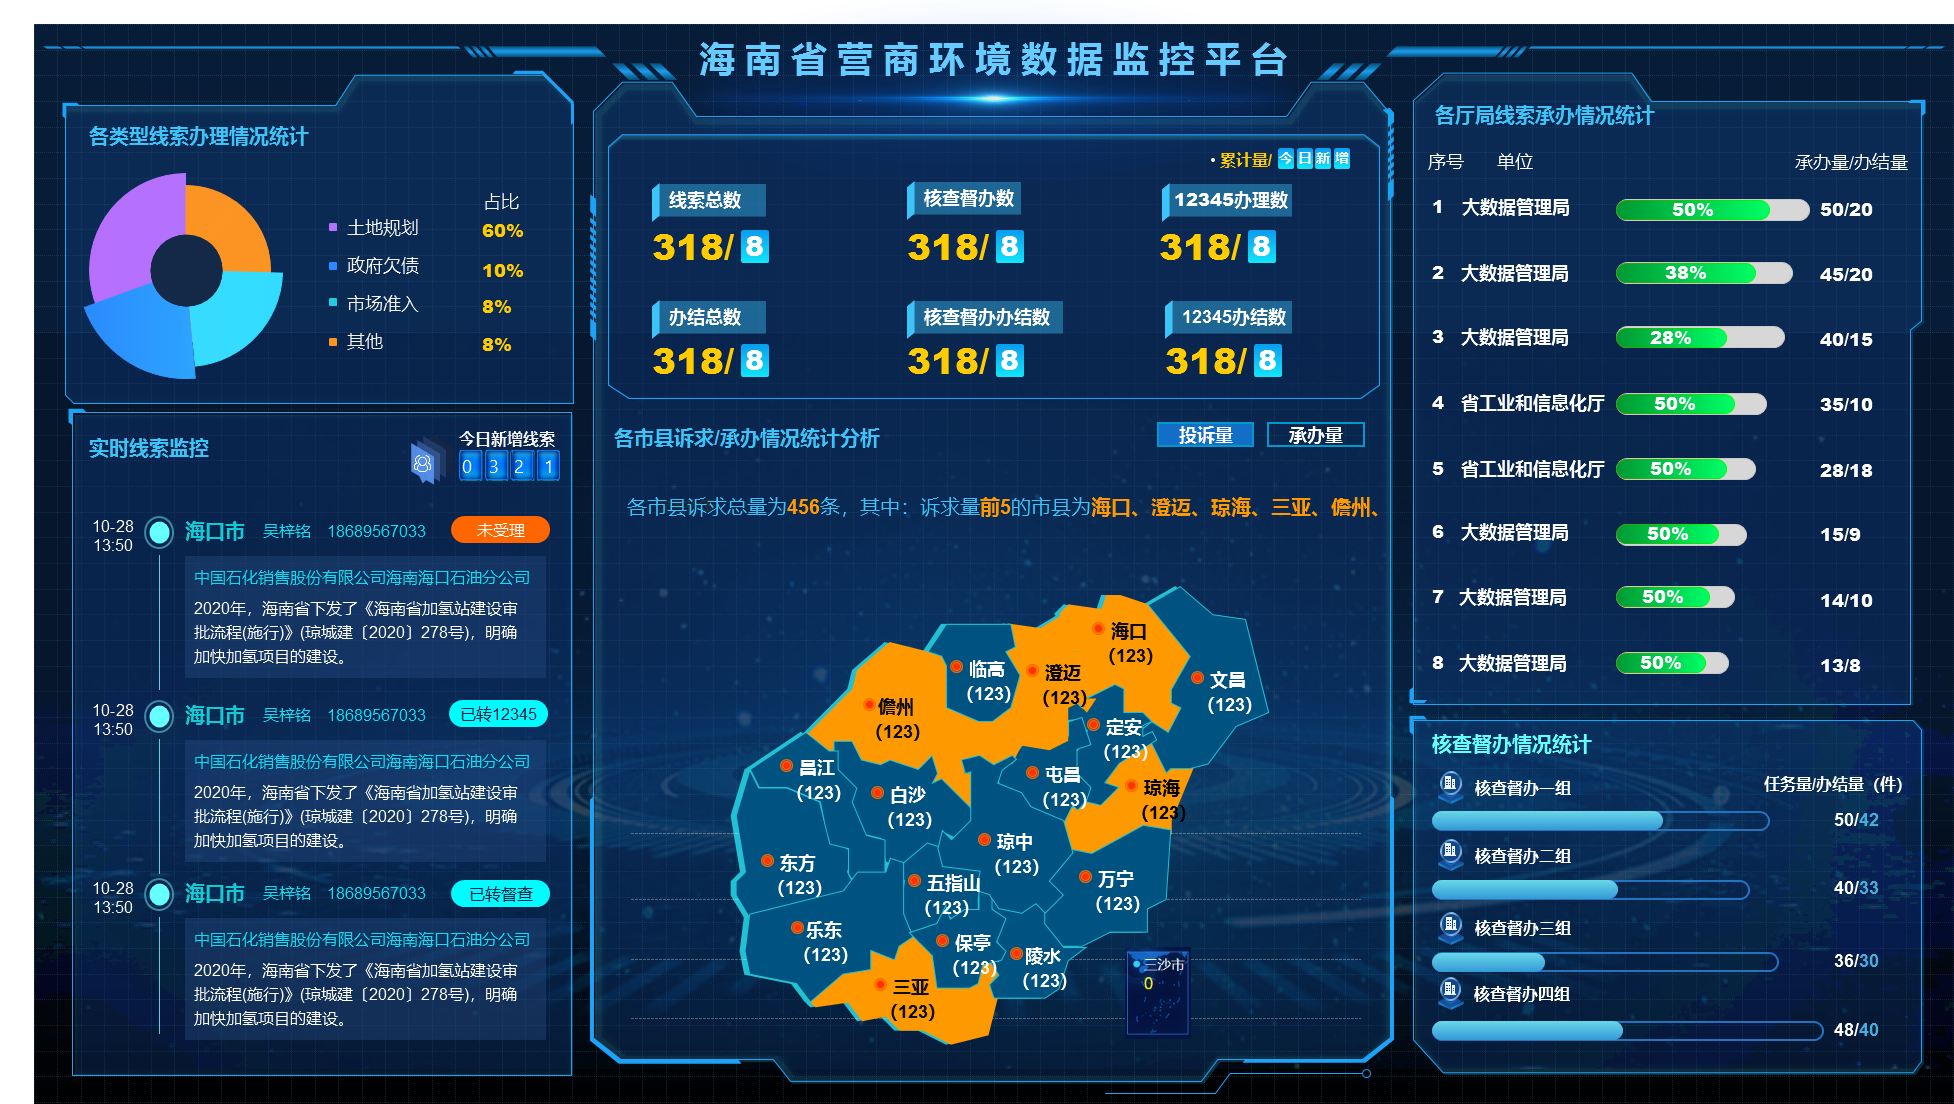 海南省营商环境数据监控平台
各类型线索办理情况统计
占比
土地规划 60%
政府欠债 10%
市场准入 8%
其他 8%
实时线索监控
今日新增线索
0 3 2 1
10-28
13:50
海口市 吴梓铭 18689567033 未受理
中国石化销售股份有限公司海南海口石油分公司
2020年，海南省下发了《海南省加氢站建设审
批流程(施行)》(琼城建〔2020〕278号)，明确
加快加氢项目的建设。
10-28
13:50
海口市 吴梓铭 18689567033 已转12345
中国石化销售股份有限公司海南海口石油分公司
2020年，海南省下发了《海南省加氢站建设审
批流程(施行)》(琼城建〔2020〕278号)，明确
加快加氢项目的建设。
10-28
13:50
海口市 吴梓铭 18689567033 已转督查
中国石化销售股份有限公司海南海口石油分公司
2020年，海南省下发了《海南省加氢站建设审
批流程(施行)》(琼城建〔2020〕278号)，明确
加快加氢项目的建设。
• 累计量/ 今日新增
线索总数 核查督办数 12345办理数
318/ 8 318/ 8 318/ 8
办结总数 核查督办办结数 12345办结数
318/ 8 318/ 8 318/ 8
各市县诉求/承办情况统计分析
投诉量 承办量
各市县诉求总量为456条，其中：诉求量前5的市县为海口、澄迈、琼海、三亚、儋州、
海口
(123)
临高
(123)
澄迈
(123)
文昌
(123)
儋州
(123)
定安
(123)
昌江
(123)
屯昌
(123)
白沙
(123)
琼海
(123)
琼中
(123)
东方
(123)
五指山
(123)
万宁
(123)
乐东
(123)
保亭
(123)
陵水
(123)
三亚
(123)
三沙市
0
各厅局线索承办情况统计
序号 单位 承办量/办结量
1 大数据管理局 50% 50/20
2 大数据管理局 38% 45/20
3 大数据管理局 28% 40/15
4 省工业和信息化厅 50% 35/10
5 省工业和信息化厅 50% 28/18
6 大数据管理局 50% 15/9
7 大数据管理局 50% 14/10
8 大数据管理局 50% 13/8
核查督办情况统计
任务量/办结量（件）
核查督办一组
50/42
核查督办二组
40/33
核查督办三组
36/30
核查督办四组
48/40